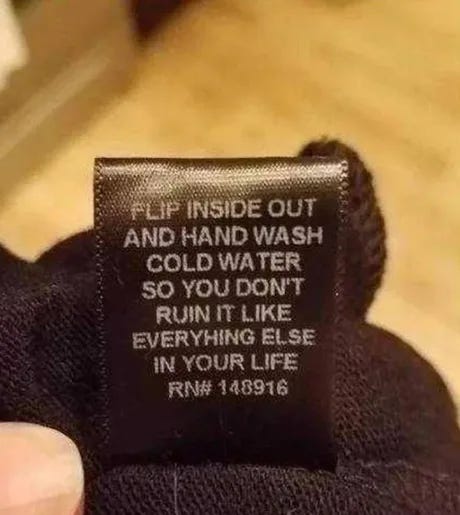 FLIP INSIDE OUT
AND HAND WASH
COLD WATER
SO YOU DON'T
RUIN IT LIKE
EVERYHING ELSE
IN YOUR LIFE
RN# 148916